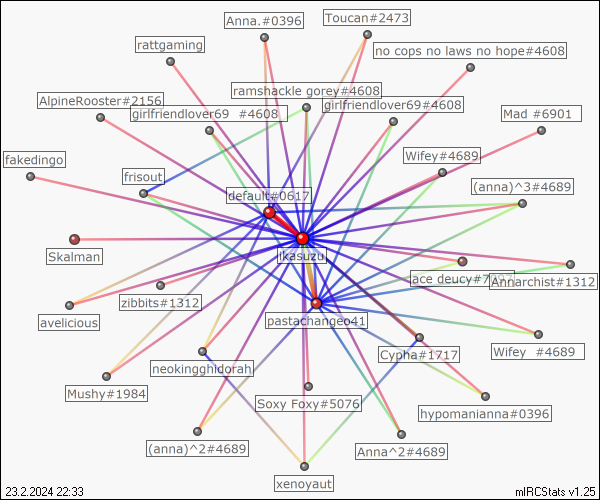 Anna.#0396
Toucan#2473
rattgaming
no cops no laws no hope#4608
ramshackle gorey#4608
AlpineRooster#2156
girlfriendlover69 #4608
girlfriendlover69#4608
Mad #6901
fakedingo
Wifey#4689
frisout
(anna)^3#4689
default#0617
Skalman
ikasuzu
ace deucy#
Annarchist#1312
zibbits#1312
avelicious
pastachangeo41
neokingghidorah
Cypha#1717
Wifey #4689
Mushy#1984
Soxy Foxy#5076
hypomanianna#0396
(anna)^2#4689
Anna^2#4689
xenoyaut
23.2.2024 22:33
mIRCStats v1.25